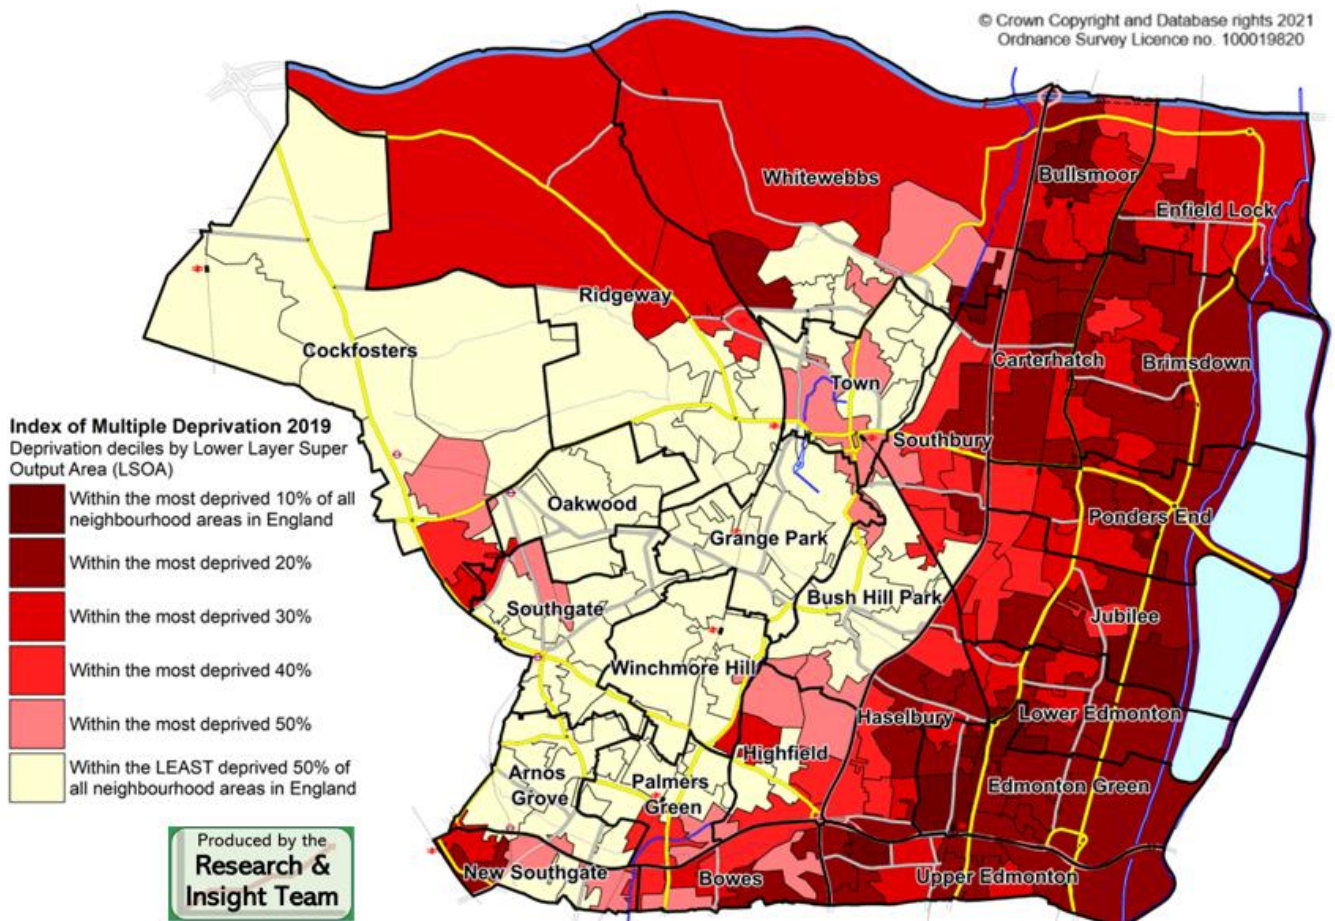 © Crown Copyright and Database rights 2021
Ordnance Survey Licence no. 100019820
Whitewebbs
Bullsmoor
Enfield Lock
Ridgeway
Cockfosters
Town
Carterhatch
Brimsdown
Southbury
Oakwood
Grange Park
Ponders End
Southgate
Bush Hill Park
Jubilee
Winchmore Hill
Haselbury
Lower Edmonton
Highfield
Arnos
Grove
Palmers
Green
Edmonton Green
New Southgate
Bowes
Upper Edmonton
Index of Multiple Deprivation 2019
Deprivation deciles by Lower Layer Super
Output Area (LSOA)
Within the most deprived 10% of all
neighbourhood areas in England
Within the most deprived 20%
Within the most deprived 30%
Within the most deprived 40%
Within the most deprived 50%
Within the LEAST deprived 50% of
all neighbourhood areas in England
Produced by the
Research &
Insight Team